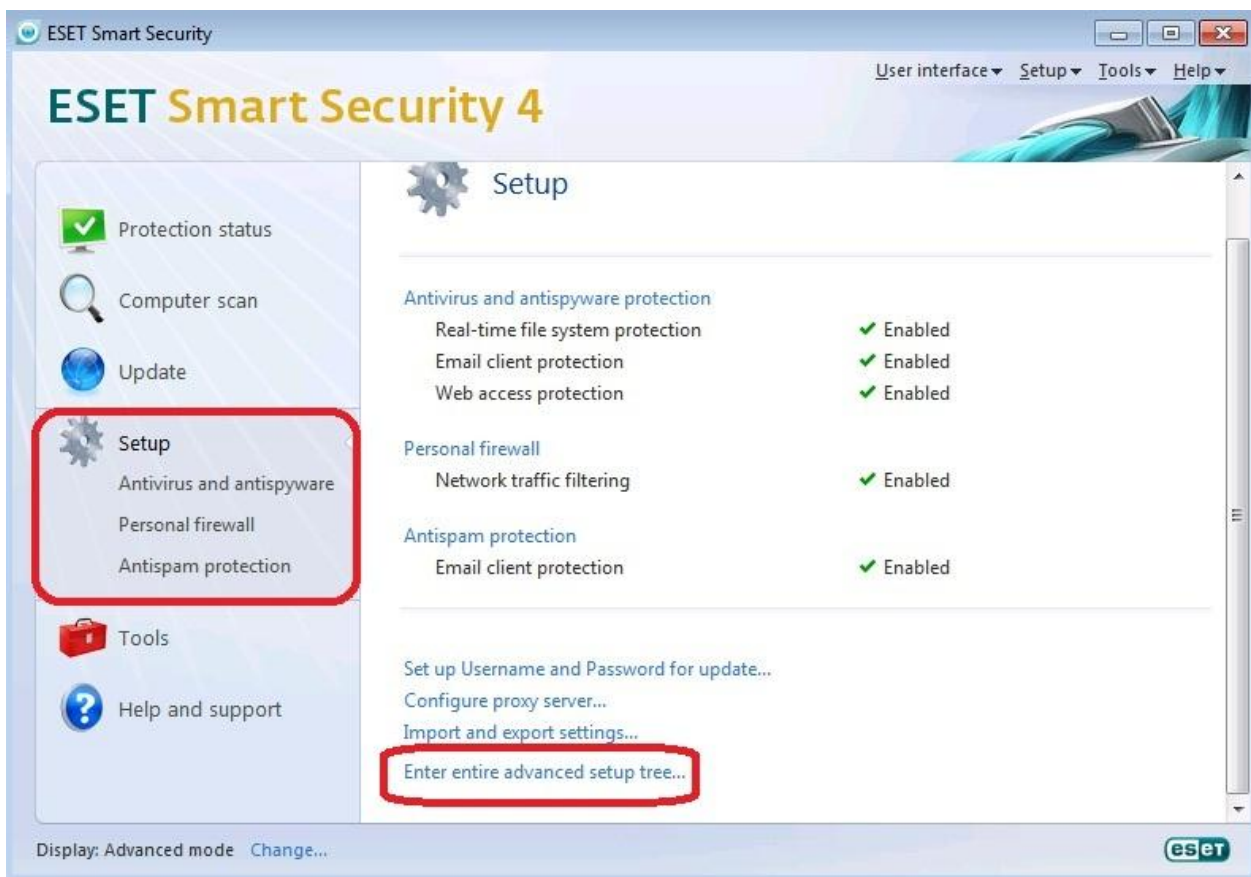 ESET Smart Security
User interface Setup Tools Help
ESET Smart Security 4
Setup
Protection status
Computer scan
Update
Setup
Antivirus and antispyware
Personal firewall
Antispam protection
Tools
Help and support
Antivirus and antispyware protection
Real-time file system protection Enabled
Email client protection Enabled
Web access protection Enabled
Personal firewall
Network traffic filtering Enabled
Antispam protection
Email client protection Enabled
Set up Username and Password for update...
Configure proxy server...
Import and export settings...
Enter entire advanced setup tree...
Display: Advanced mode Change...
eseT